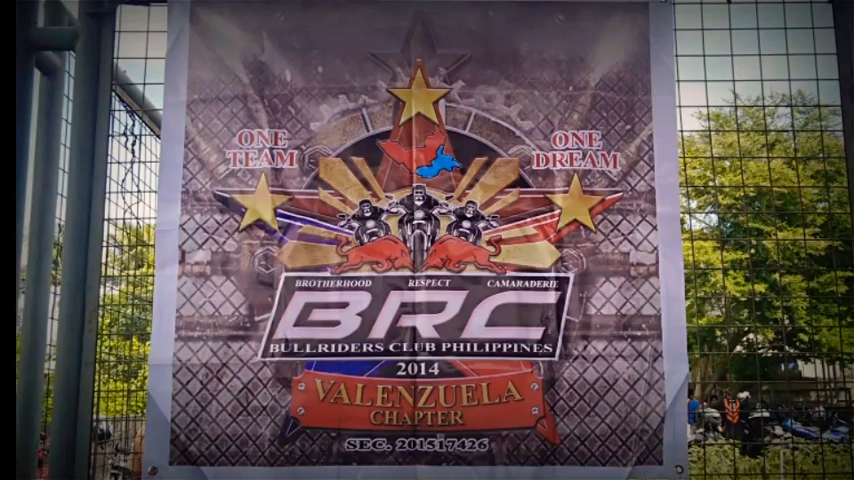 ONE TEAM
ONE DREAM
BROTHERHOOD RESPECT CAMARADERIE
BRC
BULLRIDERS CLUB PHILIPPINES
2014
VALENZUELA
CHAPTER
SEC. 201517426